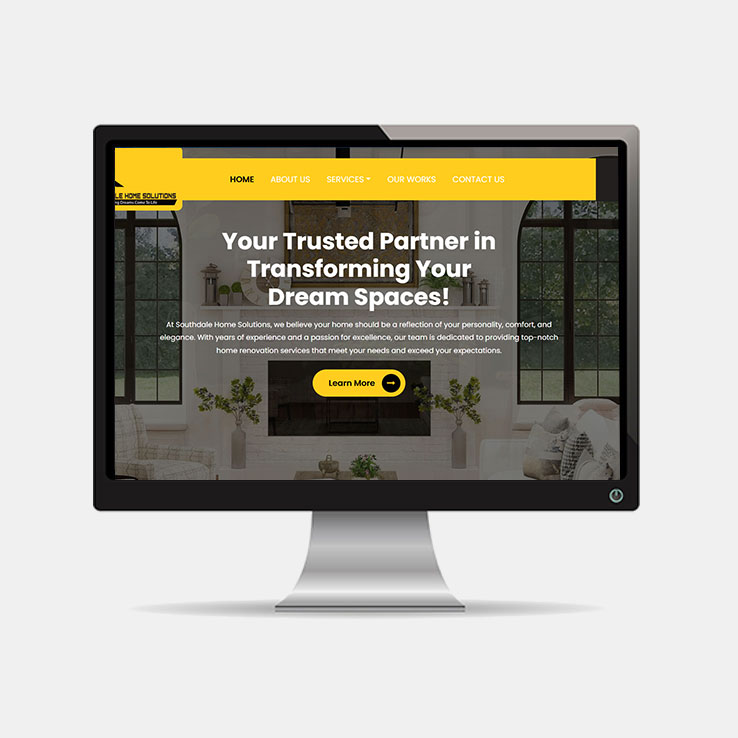 HOME ABOUT US SERVICES OUR WORKS CONTACT US
HOME SOLUTIONS
Dreams Come To Life
Your Trusted Partner in
Transforming Your
Dream Spaces!
At Southdale Home Solutions, we believe your home should be a reflection of your personality, comfort, and
elegance. With years of experience and a passion for excellence, our team is dedicated to providing top-notch
home renovation services that meet your needs and exceed your expectations.
Learn More